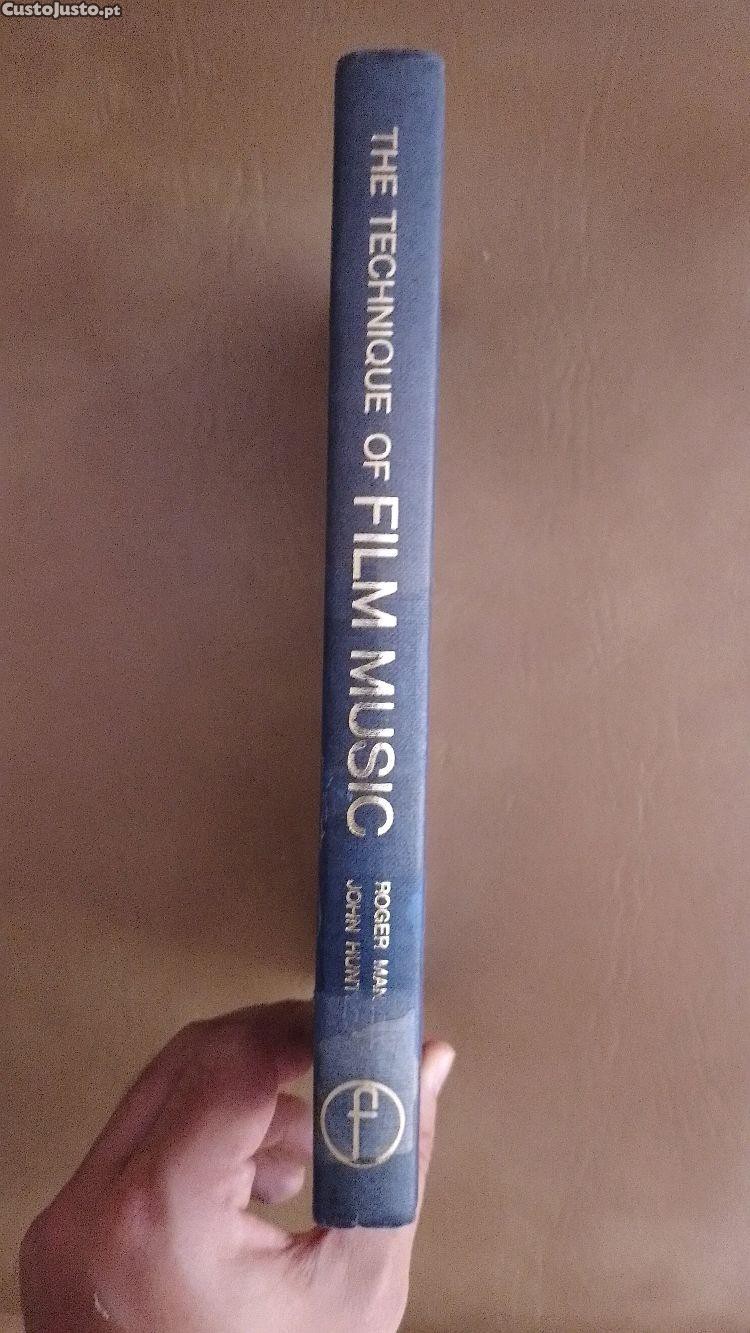 CustoJusto.pt
THE TECHNIQUE OF FILM MUSIC
ROGER
JOHN